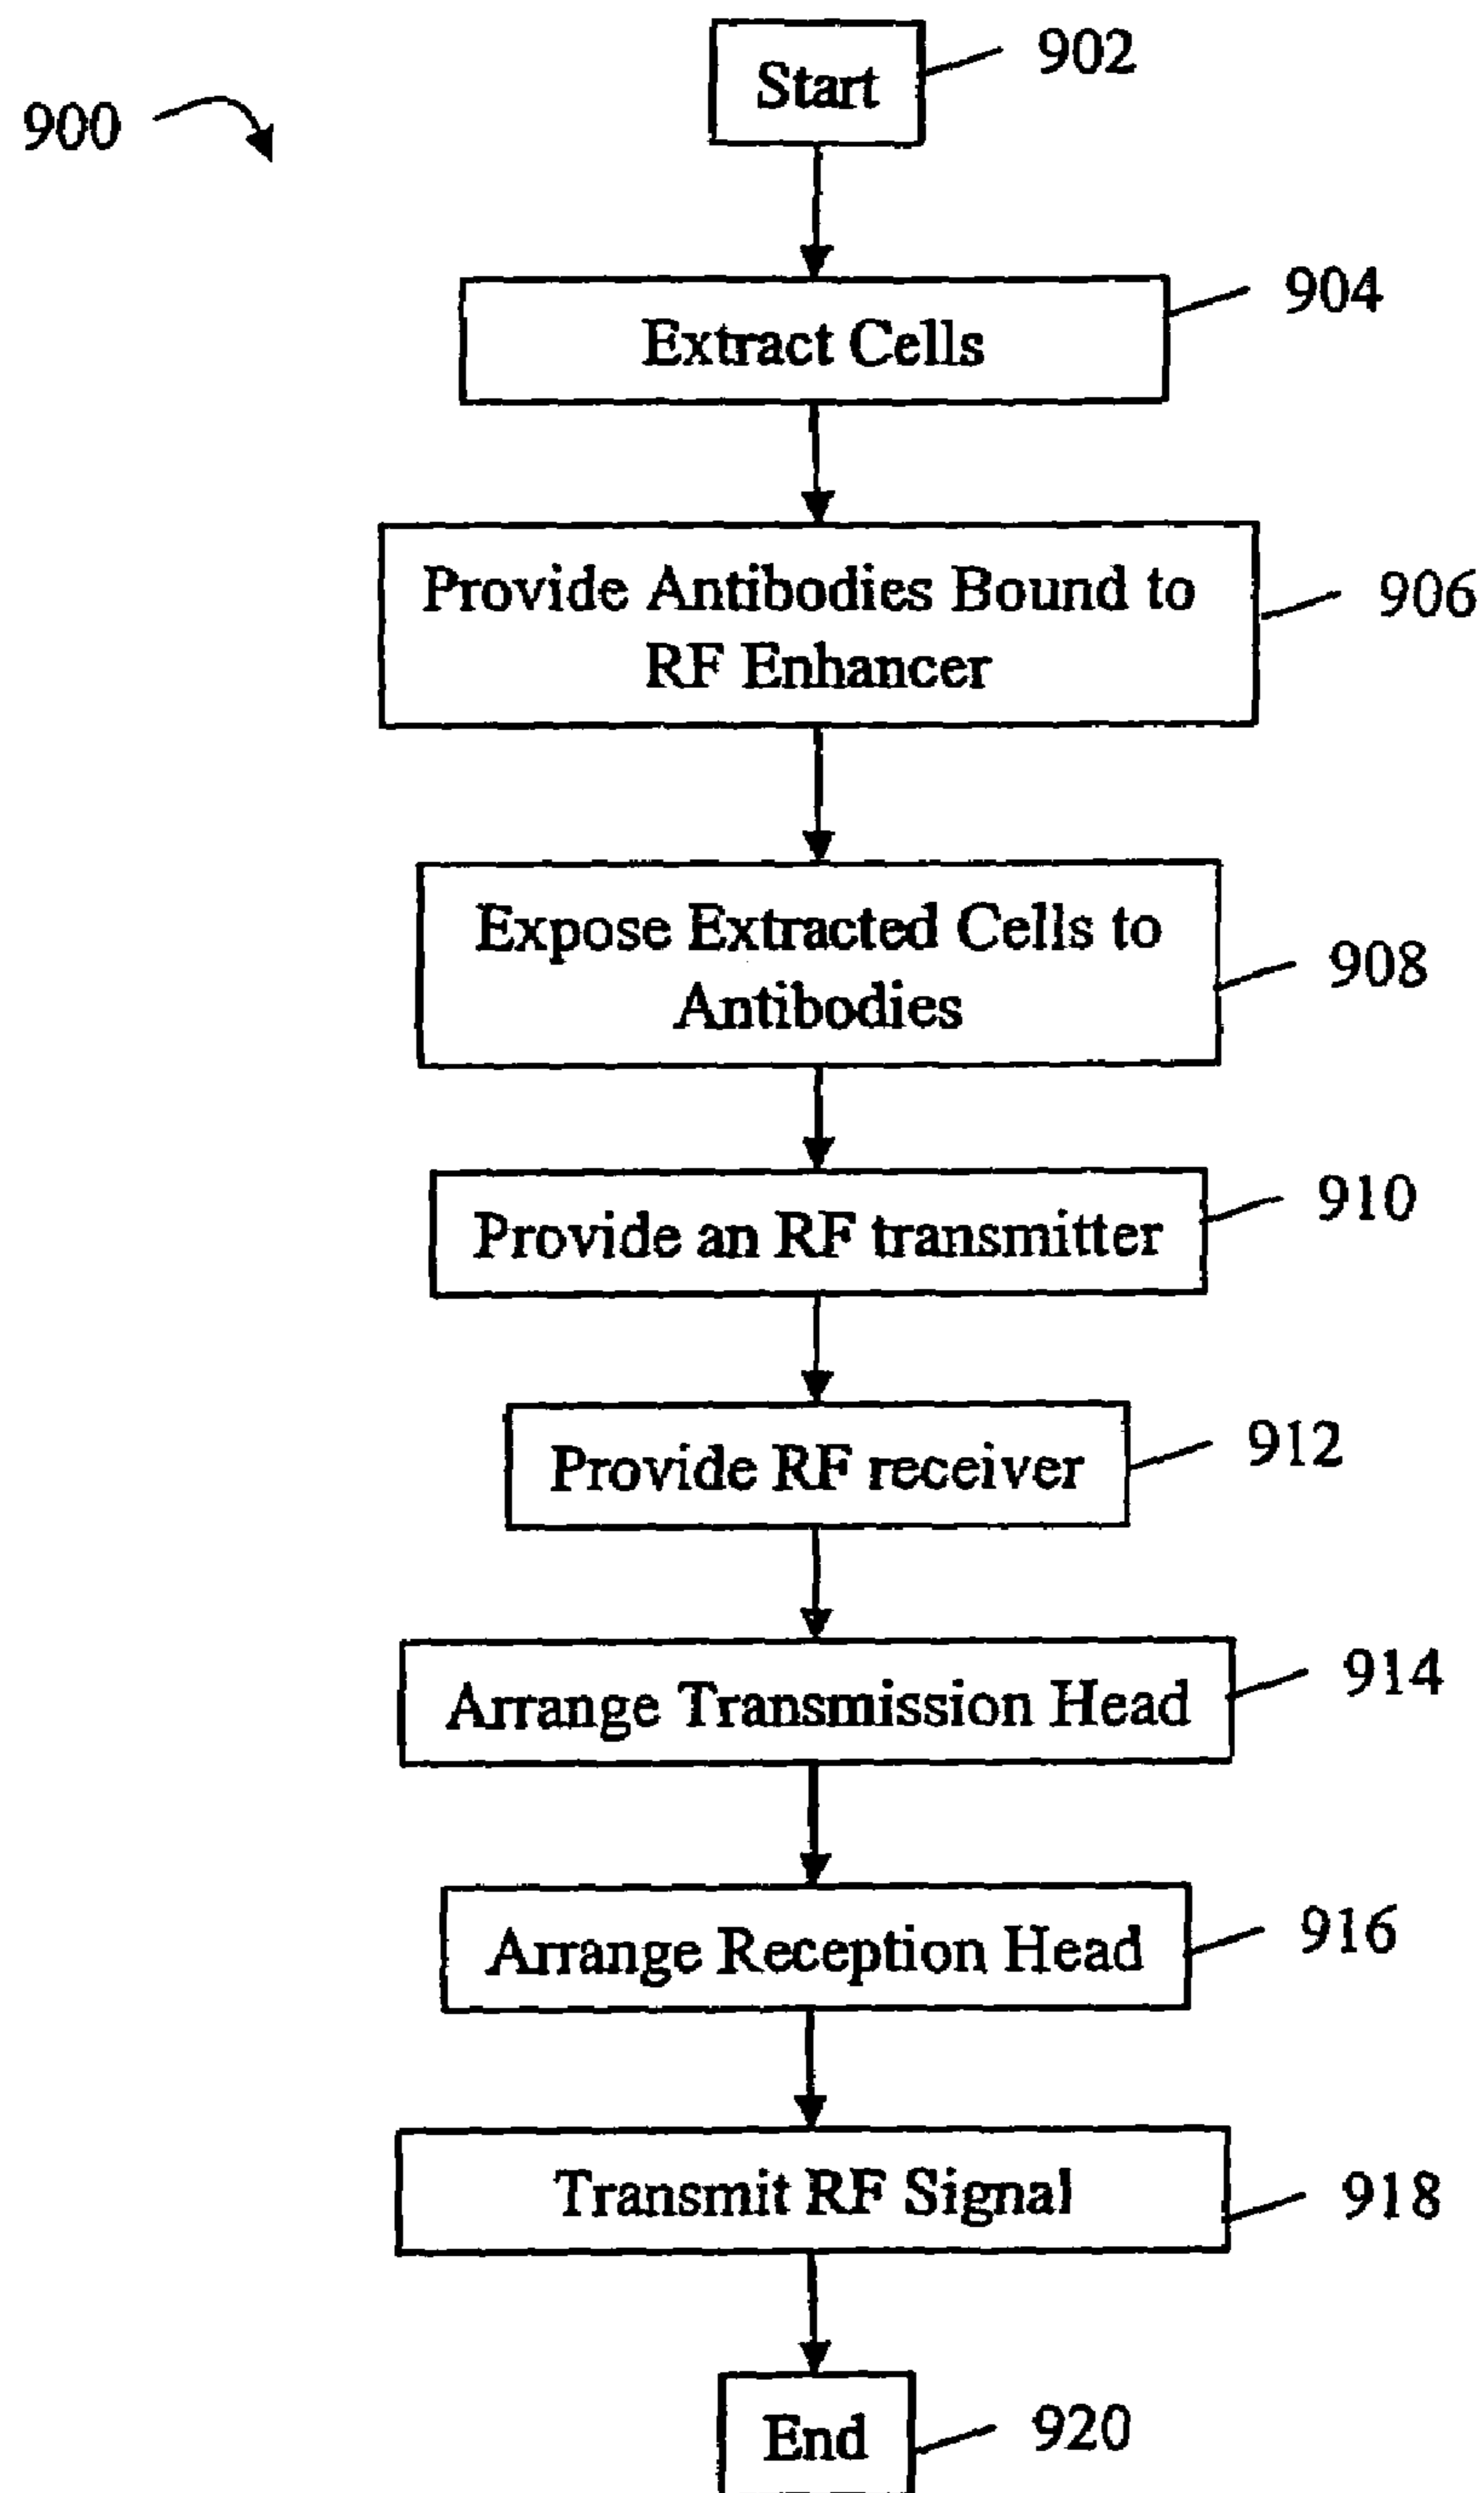 900
Start
902
Extract Cells
904
Provide Antibodies Bound to
RF Enhancer
906
Expose Extracted Cells to
Antibodies
908
Provide an RF transmitter
910
Provide RF receiver
912
Arrange Transmission Head
914
Arrange Reception Head
916
Transmit RF Signal
918
End
920